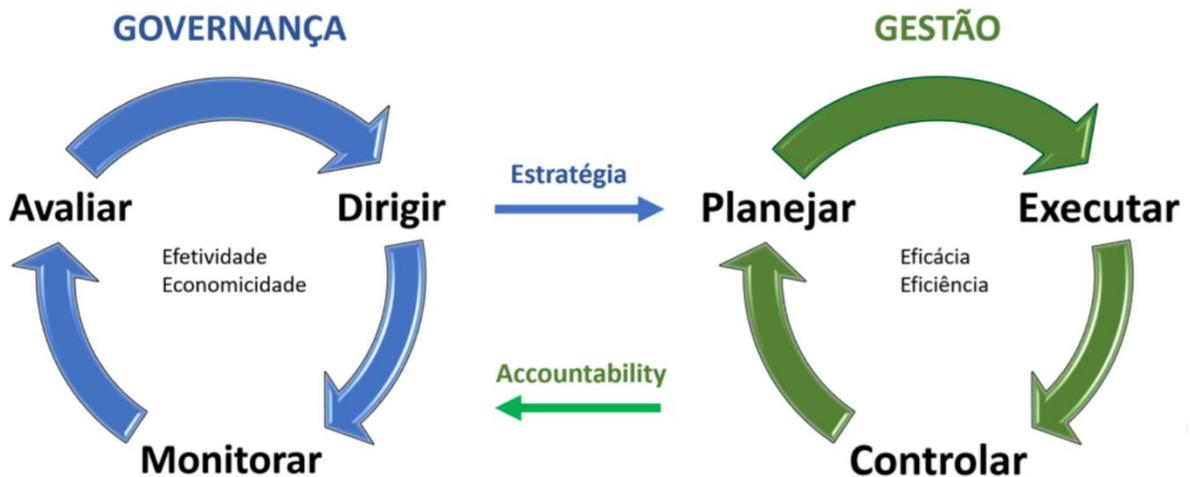 GOVERNANÇA
GESTÃO
Avaliar
Dirigir
Efetividade
Economicidade
Monitorar
Estratégia
Accountability
Planejar
Executar
Eficácia
Eficiência
Controlar